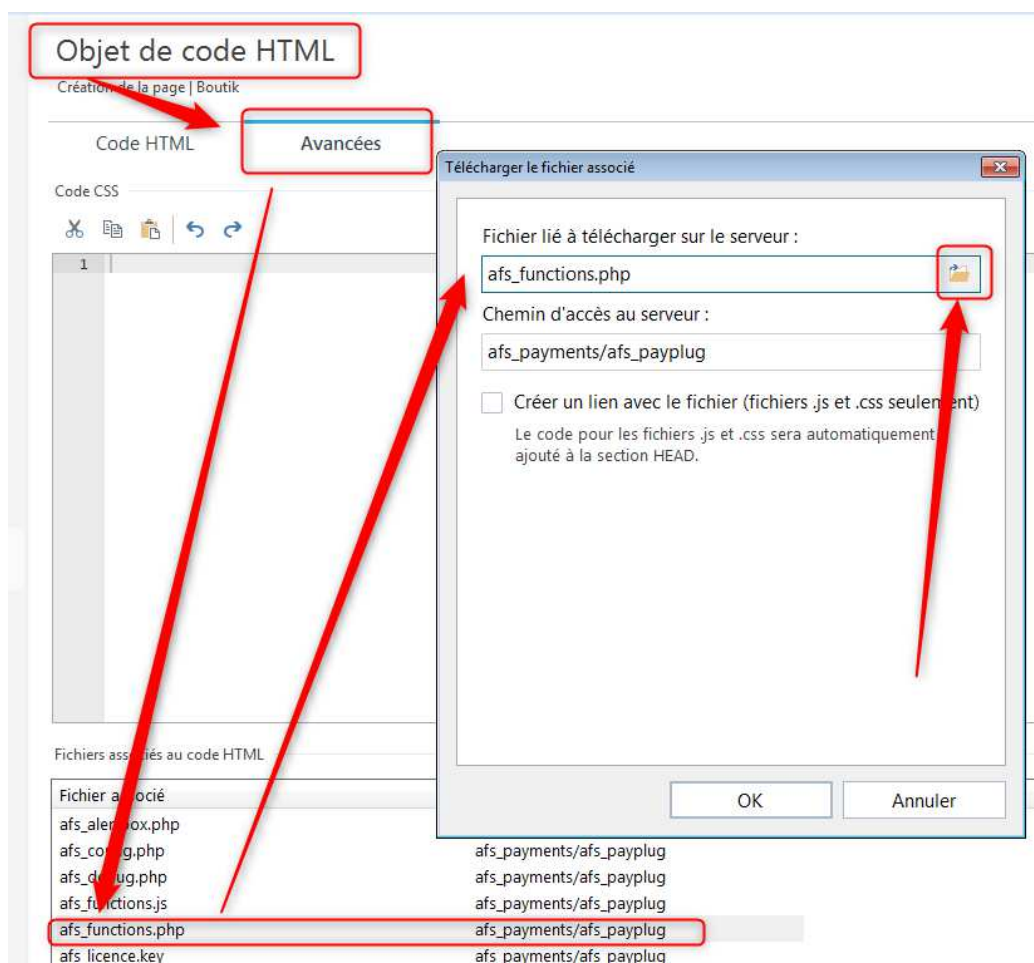 Objet de code HTML
Création de la page | Boutik
Code HTML
Avancées
Télécharger le fichier associé
Code CSS
Fichier lié à télécharger sur le serveur :
1
afs_functions.php
Chemin d'accès au serveur :
afs_payments/afs_payplug
Créer un lien avec le fichier (fichiers .js et .css seulement)
Le code pour les fichiers .js et .css sera automatiquement
ajouté à la section HEAD.
Fichiers associés au code HTML
OK
Annuler
Fichier associé
afs_alertbox.php
afs_config.php afs_payments/afs_payplug
afs_debug.php afs_payments/afs_payplug
afs_functions.js afs_payments/afs_payplug
afs_functions.php afs_payments/afs_payplug
afs_licence.key afs_payments/afs_payplug